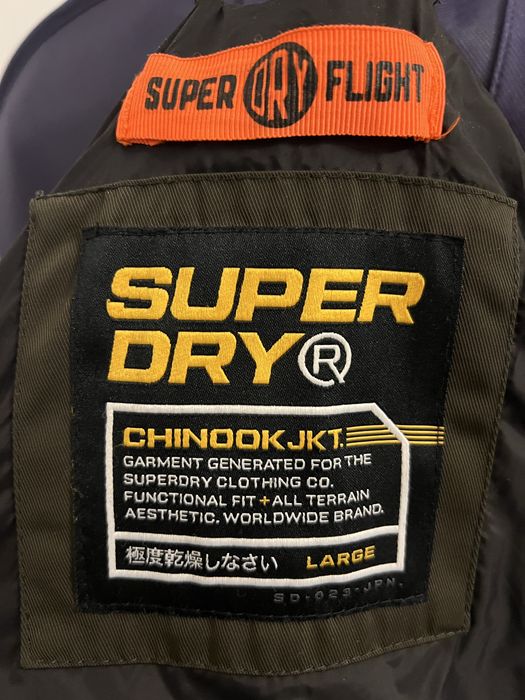 SUPER DRY FLIGHT
SUPER
DRY®
CHINOOK JKT.
GARMENT GENERATED FOR THE
SUPERDRY CLOTHING CO.
FUNCTIONAL FIT + ALL TERRAIN
AESTHETIC. WORLDWIDE BRAND.
極度乾燥しなさい LARGE
SD-029-JPN.